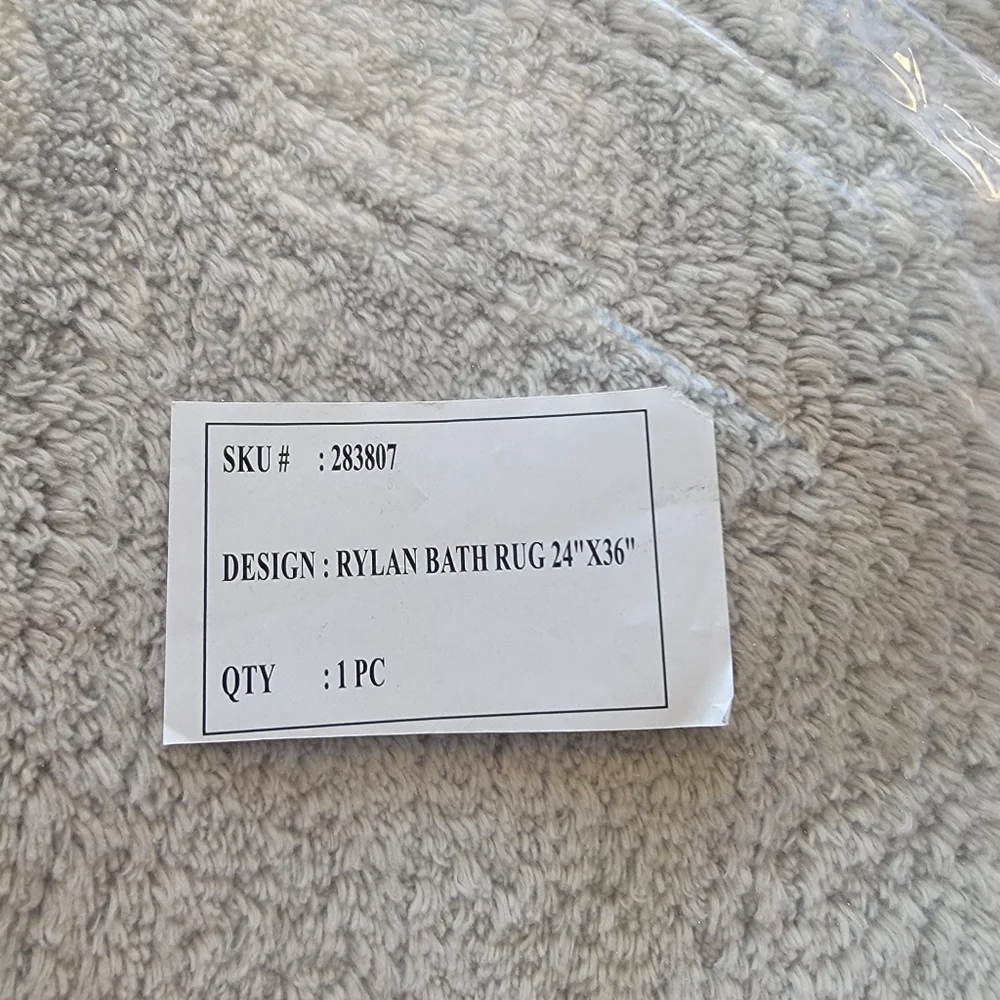 SKU # : 283807
DESIGN : RYLAN BATH RUG 24"X36"
QTY : 1 PC